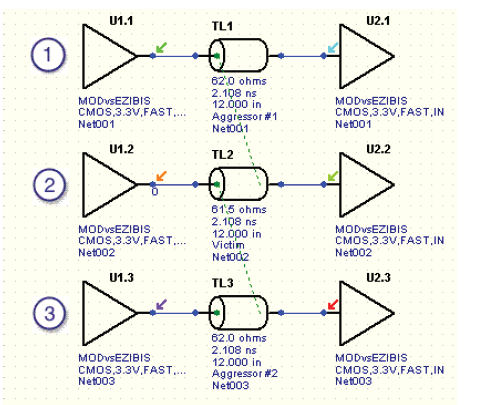 U1.1 TL1 U2.1
1
62.0 ohms
2.108 ns
12.000 in
Aggressor #1
Net001
MODvsEZIBIS
CMOS,3.3V,FAST,...
Net001
MODvsEZIBIS
CMOS,3.3V,FAST,IN
Net001
U1.2 TL2 U2.2
2
0
61.5 ohms
2.108 ns
12.000 in
Victim
Net002
MODvsEZIBIS
CMOS,3.3V,FAST,...
Net002
MODvsEZIBIS
CMOS,3.3V,FAST,IN
Net002
U1.3 TL3 U2.3
3
62.0 ohms
2.108 ns
12.000 in
Aggressor #2
Net003
MODvsEZIBIS
CMOS,3.3V,FAST,...
Net003
MODvsEZIBIS
CMOS,3.3V,FAST,IN
Net003